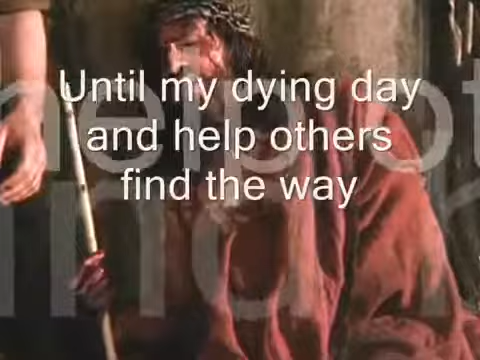 Until my dying day
and help others
find the way